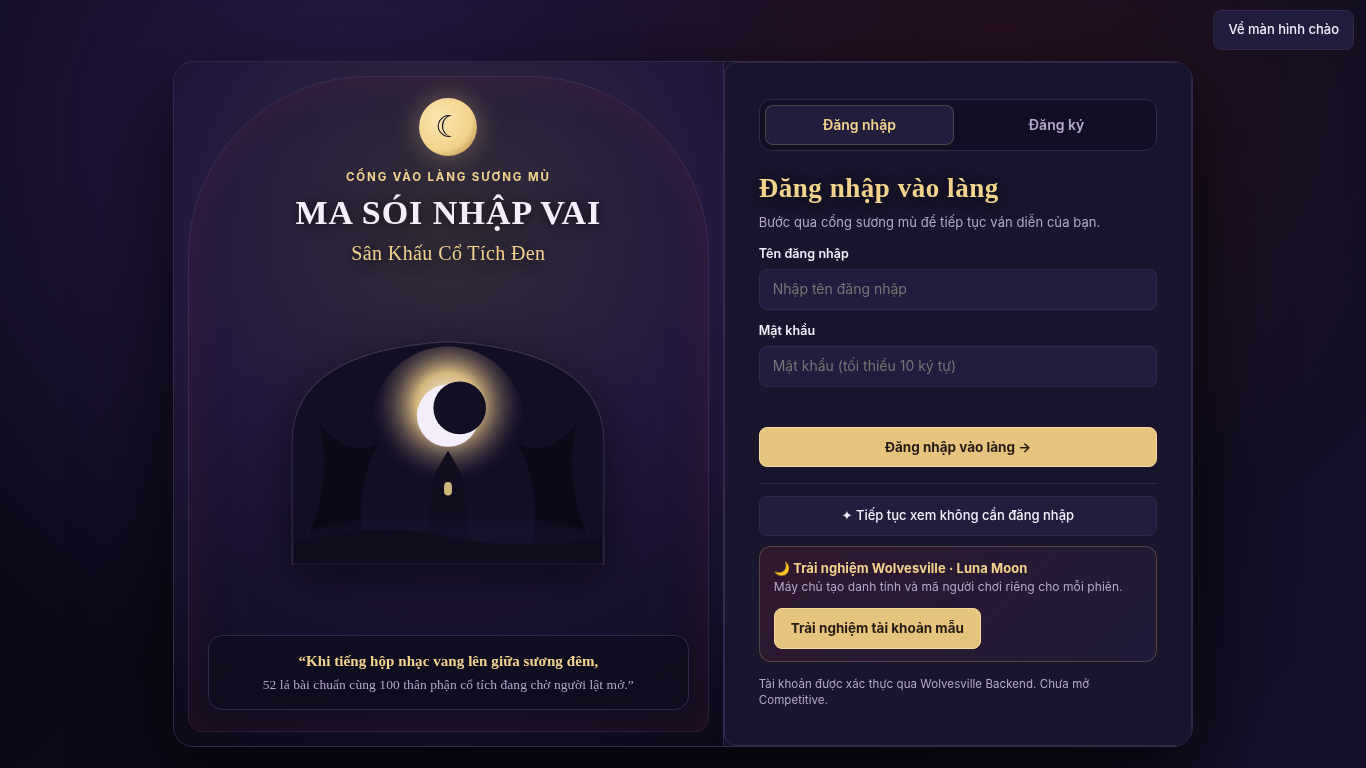 Về màn hình chào
CỔNG VÀO LÀNG SƯƠNG MÙ
MA SÓI NHẬP VAI
Sân Khấu Cổ Tích Đen
“Khi tiếng hộp nhạc vang lên giữa sương đêm,
52 lá bài chuẩn cùng 100 thân phận cổ tích đang chờ người lật mở.”
Đăng nhập
Đăng ký
Đăng nhập vào làng
Bước qua cổng sương mù để tiếp tục ván diễn của bạn.
Tên đăng nhập
Nhập tên đăng nhập
Mật khẩu
Mật khẩu (tối thiểu 10 ký tự)
Đăng nhập vào làng →
✦ Tiếp tục xem không cần đăng nhập
🌙 Trải nghiệm Wolvesville · Luna Moon
Máy chủ tạo danh tính và mã người chơi riêng cho mỗi phiên.
Trải nghiệm tài khoản mẫu
Tài khoản được xác thực qua Wolvesville Backend. Chưa mở
Competitive.